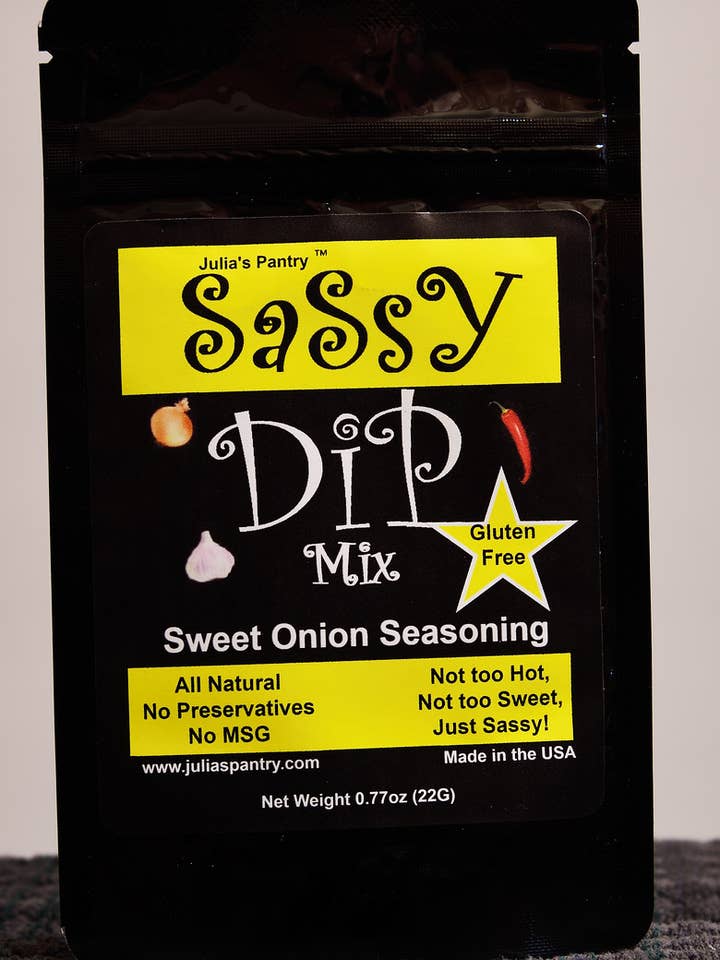 Julia's Pantry ™
SaSsy
DiP
Mix
Gluten
Free
Sweet Onion Seasoning
All Natural
No Preservatives
No MSG
Not too Hot,
Not too Sweet,
Just Sassy!
www.juliaspantry.com
Made in the USA
Net Weight 0.77oz (22G)